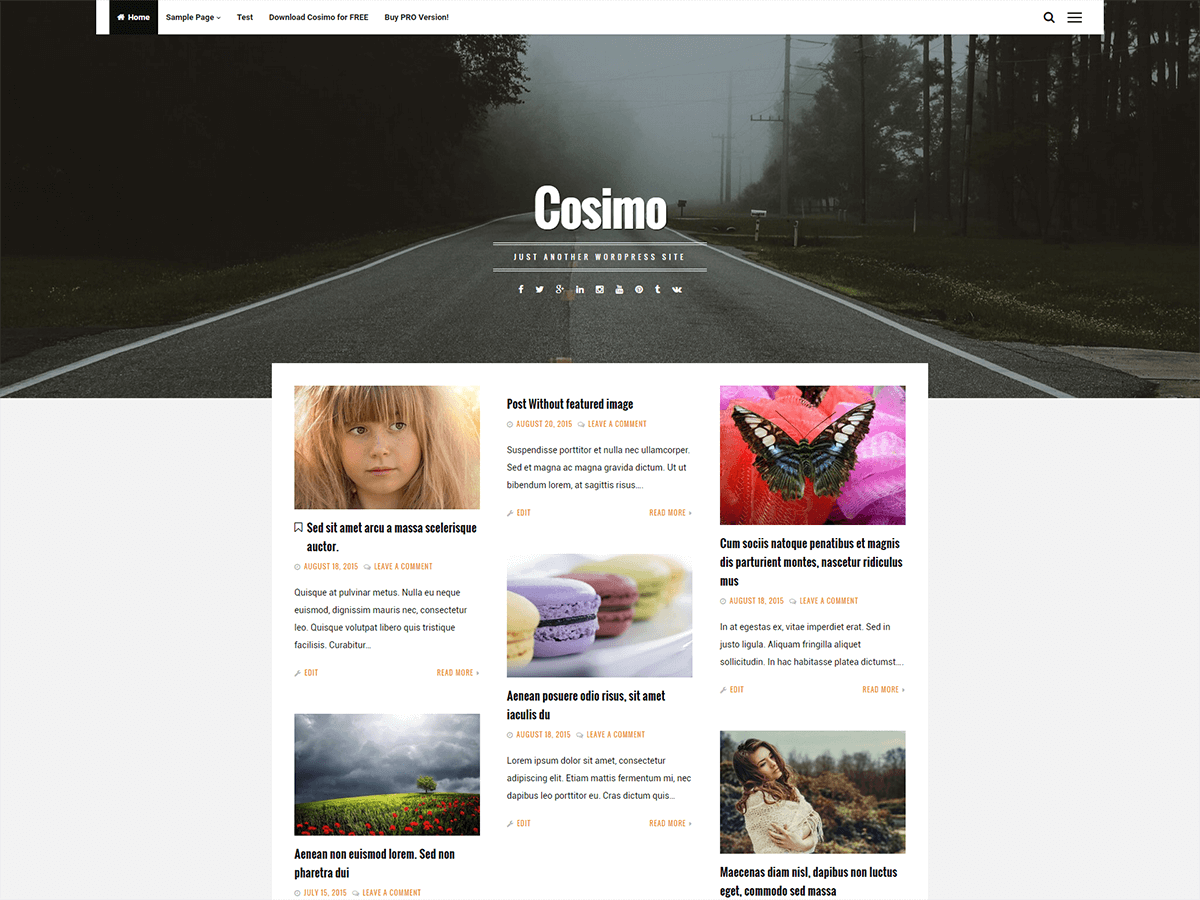 Home Sample Page Test Download Cosimo for FREE Buy PRO Version!
Cosimo
JUST ANOTHER WORDPRESS SITE
Sed sit amet arcu a massa scelerisque
auctor.
AUGUST 18, 2015 LEAVE A COMMENT
Quisque at pulvinar metus. Nulla eu neque
euismod, dignissim mauris nec, consectetur
leo. Quisque volutpat libero quis tristique
facilisis. Curabitur...
EDIT READ MORE »
Aenean non euismod lorem. Sed non
pharetra dui
JULY 15, 2015 LEAVE A COMMENT
Post Without featured image
AUGUST 20, 2015 LEAVE A COMMENT
Suspendisse porttitor et nulla nec ullamcorper.
Sed et magna ac magna gravida dictum. Ut ut
bibendum lorem, at sagittis risus....
EDIT READ MORE »
Aenean posuere odio risus, sit amet
iaculis du
AUGUST 18, 2015 LEAVE A COMMENT
Lorem ipsum dolor sit amet, consectetur
adipiscing elit. Etiam mattis fermentum mi, nec
dapibus leo porttitor eu. Cras dictum quis...
EDIT READ MORE »
Cum sociis natoque penatibus et magnis
dis parturient montes, nascetur ridiculus
mus
AUGUST 18, 2015 LEAVE A COMMENT
In at egestas ex, vitae imperdiet erat. Sed in
justo ligula. Aliquam fringilla aliquet
sollicitudin. In hac habitasse platea dictumst....
EDIT READ MORE »
Maecenas diam nisl, dapibus non luctus
eget, commodo sed massa